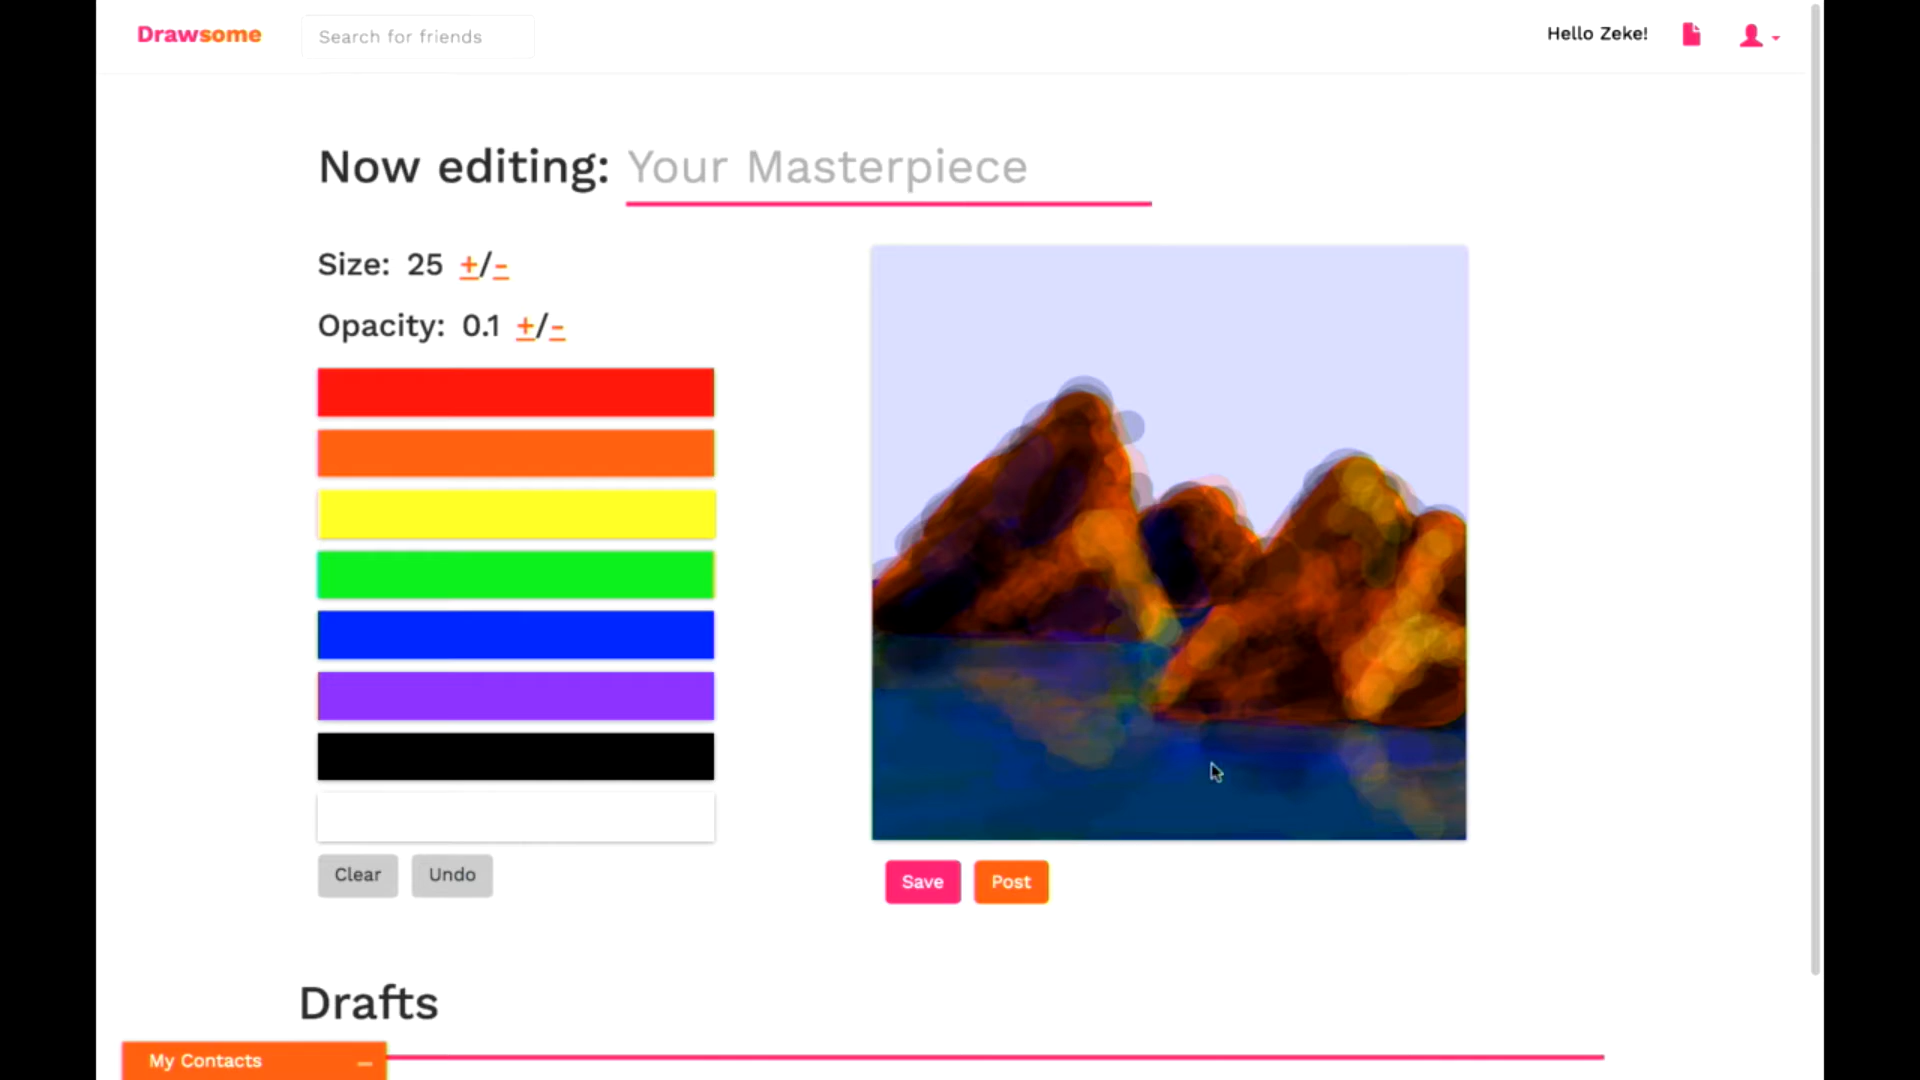 Drawsome Search for friends Hello Zeke!
Now editing: Your Masterpiece
Size: 25 +/-
Opacity: 0.1 +/-
Clear Undo
Save Post
Drafts
My Contacts –